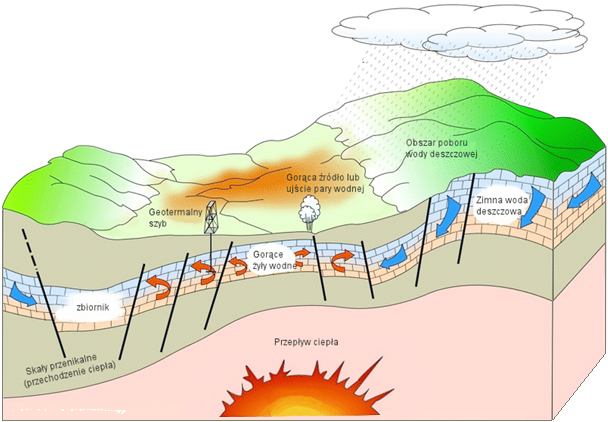 Obszar poboru
wody deszczowej
Gorąca źródło lub
ujście pary wodnej
Zimna woda
deszczowa
Geotermalny
szyb
Gorące
żyły wodne
zbiornik
Skały przenikalne
(przechodzenie ciepła)
Przepływ ciepła